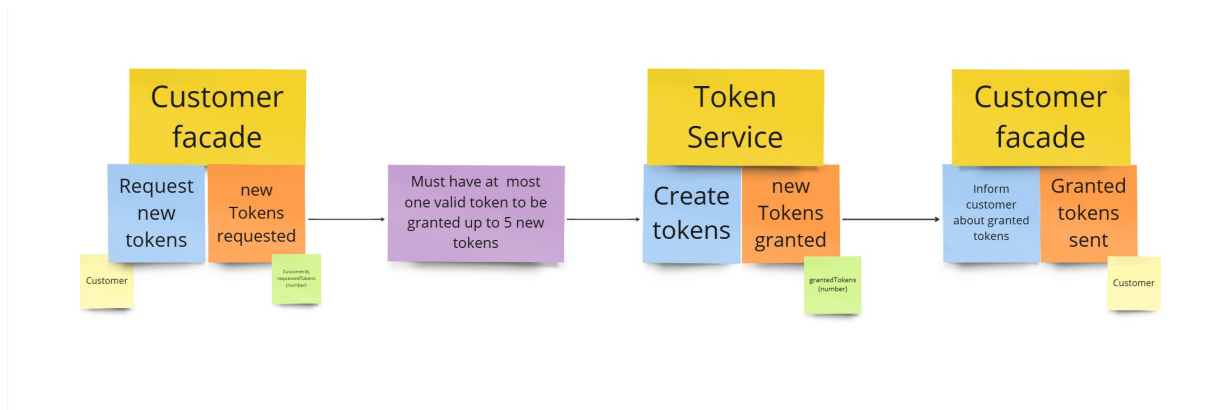 Customer
facade
Request
new
tokens
new
Tokens
requested
Customer
CustomerId,
requestedTokens
(number)
Must have at most
one valid token to be
granted up to 5 new
tokens
Token
Service
Create
tokens
new
Tokens
granted
grantedTokens
(number)
Customer
facade
Inform
customer
about granted
tokens
Granted
tokens
sent
Customer